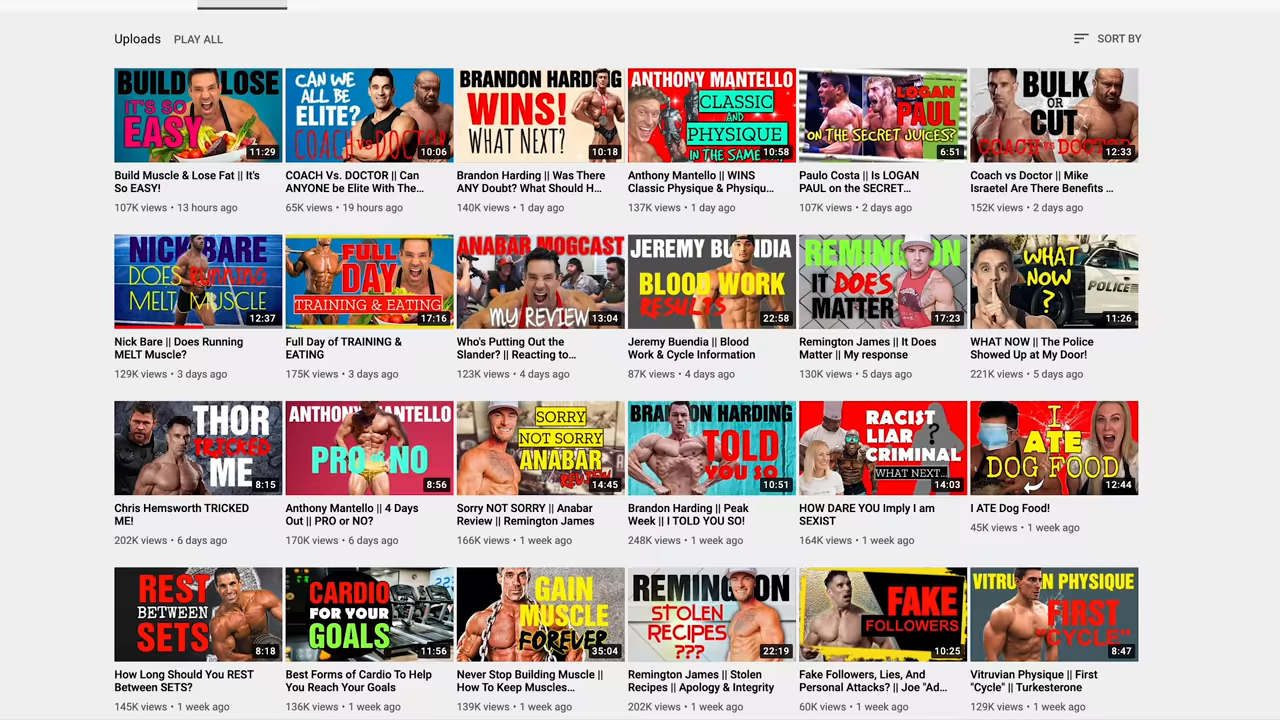 Uploads PLAY ALL SORT BY
BUILD LOSE
IT'S SO
EASY
11:29
CAN WE
ALL BE
ELITE?
COACH vs DOCTOR
10:06
BRANDON HARDING
WINS!
WHAT NEXT?
10:18
ANTHONY MANTELLO
CLASSIC
AND
PHYSIQUE
IN THE SAME
10:58
LOGAN
PAUL
ON THE SECRET JUICES?
6:51
BULK
OR
CUT
COACH vs DOCTOR
12:33
Build Muscle & Lose Fat || It's
So EASY!
107K views • 13 hours ago
COACH Vs. DOCTOR || Can
ANYONE be Elite With The...
65K views • 19 hours ago
Brandon Harding || Was There
ANY Doubt? What Should H...
140K views • 1 day ago
Anthony Mantello || WINS
Classic Physique & Physiqu...
137K views • 1 day ago
Paulo Costa || Is LOGAN
PAUL on the SECRET...
107K views • 2 days ago
Coach vs Doctor || Mike
Israetel Are There Benefits ...
152K views • 2 days ago
NICK BARE
DOES RUNNING
MELT MUSCLE
12:37
FULL
DAY
TRAINING & EATING
17:16
ANABAR MOGCAST
MY REVIEW
13:04
JEREMY BUENDIA
BLOOD WORK
RESULTS
22:58
REMINGTON
IT DOES
MATTER
17:23
WHAT
NOW
?
POLICE
11:26
Nick Bare || Does Running
MELT Muscle?
129K views • 3 days ago
Full Day of TRAINING &
EATING
175K views • 3 days ago
Who's Putting Out the
Slander? || Reacting to...
123K views • 4 days ago
Jeremy Buendia || Blood
Work & Cycle Information
87K views • 4 days ago
Remington James || It Does
Matter || My response
130K views • 5 days ago
WHAT NOW || The Police
Showed Up at My Door!
221K views • 5 days ago
THOR
TRICKED
ME
8:15
ANTHONY MANTELLO
PRO NO
8:56
SORRY
NOT SORRY
ANABAR
REVIEW
14:45
BRANDON HARDING
TOLD
YOU SO
10:51
RACIST
LIAR
CRIMINAL
?
WHAT NEXT...
14:03
I
ATE
DOG FOOD
12:44
Chris Hemsworth TRICKED
ME!
202K views • 6 days ago
Anthony Mantello || 4 Days
Out || PRO or NO?
170K views • 6 days ago
Sorry NOT SORRY || Anabar
Review || Remington James
166K views • 1 week ago
Brandon Harding || Peak
Week || I TOLD YOU SO!
248K views • 1 week ago
HOW DARE YOU Imply I am
SEXIST
164K views • 1 week ago
I ATE Dog Food!
45K views • 1 week ago
REST
BETWEEN
SETS
8:18
CARDIO
FOR YOUR
GOALS
11:56
GAIN
MUSCLE
FOREVER
35:04
REMINGTON
STOLEN
RECIPES
???
22:19
FAKE
FOLLOWERS
10:25
VITRUVIAN PHYSIQUE
FIRST
"CYCLE"
8:47
How Long Should You REST
Between SETS?
145K views • 1 week ago
Best Forms of Cardio To Help
You Reach Your Goals
136K views • 1 week ago
Never Stop Building Muscle ||
How To Keep Muscles...
139K views • 1 week ago
Remington James || Stolen
Recipes || Apology & Integrity
202K views • 1 week ago
Fake Followers, Lies, And
Personal Attacks? || Joe "Ad...
60K views • 1 week ago
Vitruvian Physique || First
"Cycle" || Turkesterone
129K views • 1 week ago